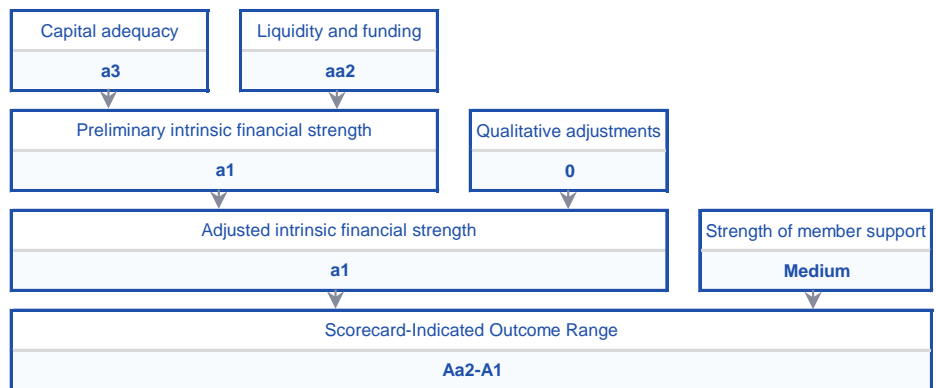 Capital adequacy
a3
Liquidity and funding
aa2
Preliminary intrinsic financial strength
a1
Qualitative adjustments
0
Adjusted intrinsic financial strength
a1
Strength of member support
Medium
Scorecard-Indicated Outcome Range
Aa2-A1